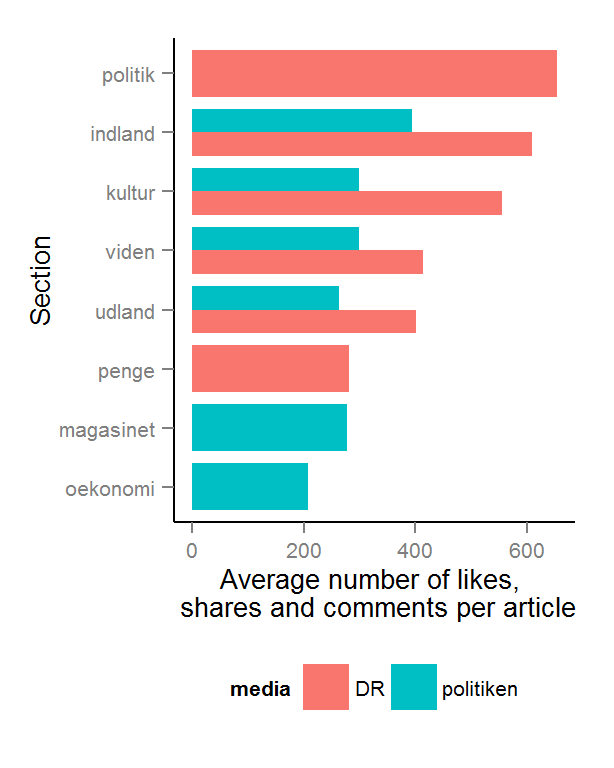 politik
indland
kultur
viden
udland
penge
magasinet
oekonomi
Section
0 200 400 600
Average number of likes,
shares and comments per article
media DR politiken